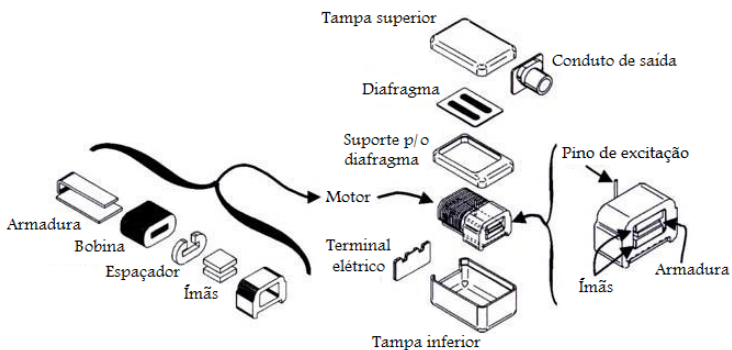 Tampa superior
Conduto de saída
Diafragma
Suporte p/o
diafragma
Pino de excitação
Motor
Armadura
Bobina
Espaçador
Ímãs
Terminal
elétrico
Armadura
Ímãs
Tampa inferior